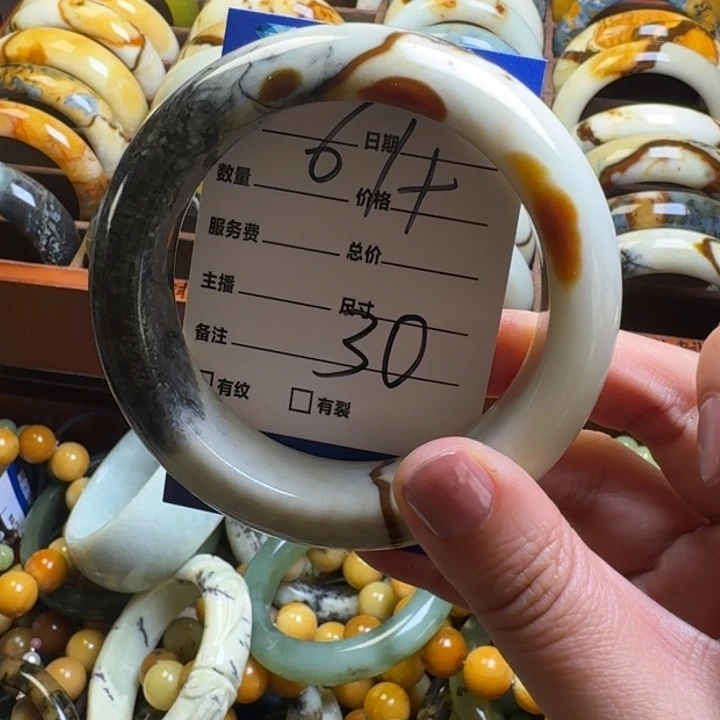 日期
6
数量 价格
服务费 总价
主播 尺寸
30
备注
有纹 有裂